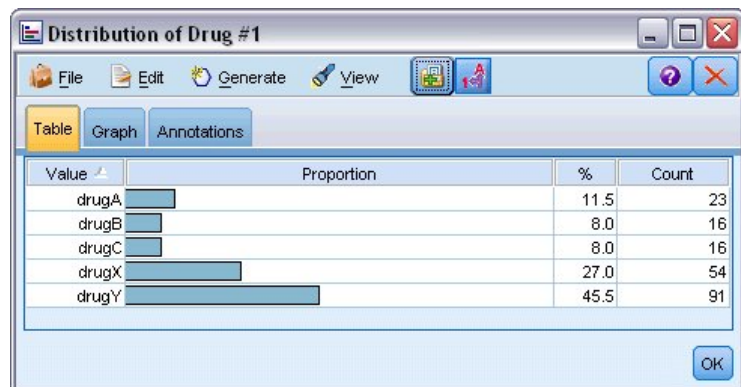 Distribution of Drug #1
File Edit Generate View
Table Graph Annotations
Value Proportion % Count
drugA 11.5 23
drugB 8.0 16
drugC 8.0 16
drugX 27.0 54
drugY 45.5 91
OK